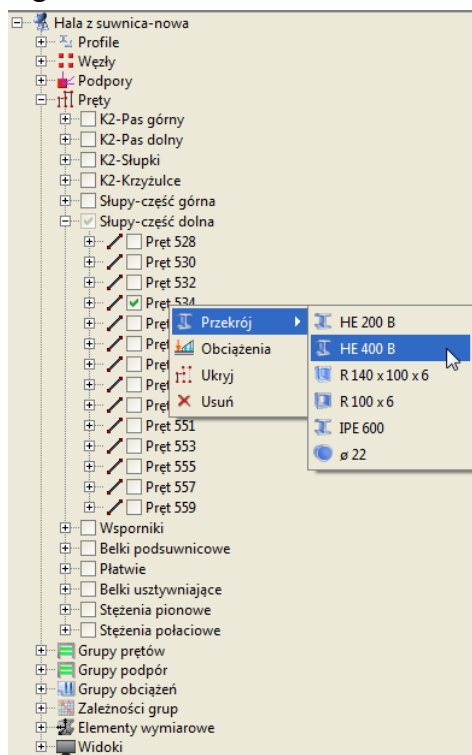 Hala z suwnica-nowa
Profile
Węzły
Podpory
Pręty
K2-Pas górny
K2-Pas dolny
K2-Słupki
K2-Krzyżulce
Słupy-część górna
Słupy-część dolna
Pręt 528
Pręt 530
Pręt 532
Pręt 534
Przekrój
HE 200 B
Obciążenia
HE 400 B
Ukryj
R 140 x 100 x 6
Usuń
R 100 x 6
IPE 600
ø 22
Pręt 551
Pręt 553
Pręt 555
Pręt 557
Pręt 559
Wsporniki
Belki podsuwnicowe
Płatwie
Belki usztywniające
Stężenia pionowe
Stężenia połaciowe
Grupy prętów
Grupy podpór
Grupy obciążeń
Zależności grup
Elementy wymiarowe
Widoki